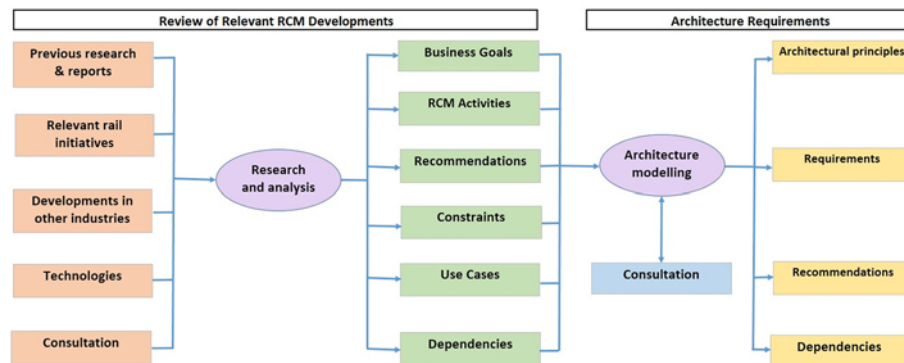 Review of Relevant RCM Developments
Architecture Requirements
Previous research
& reports
Relevant rail
initiatives
Developments in
other industries
Technologies
Consultation
Research
and analysis
Business Goals
RCM Activities
Recommendations
Constraints
Use Cases
Dependencies
Architecture
modelling
Consultation
Architectural principles
Requirements
Recommendations
Dependencies